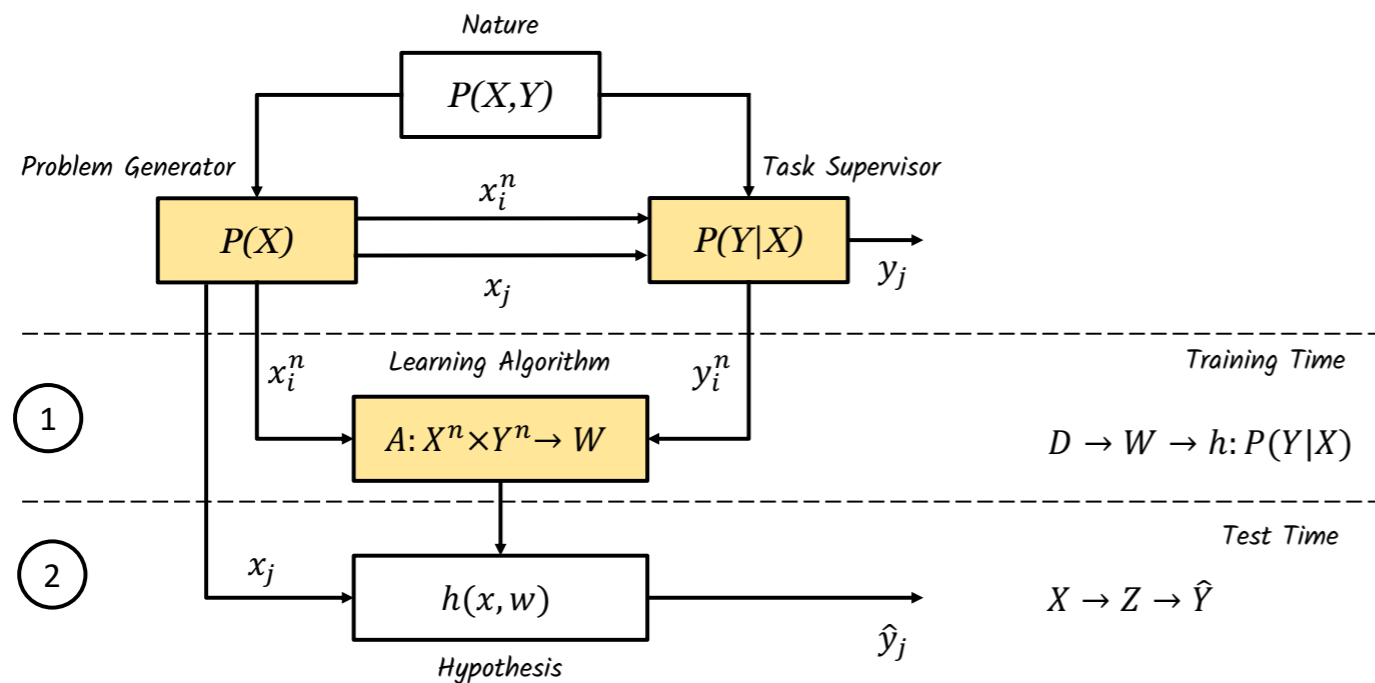 Nature
P(X,Y)
Problem Generator
Task Supervisor
P(X)
x_i^n
x_j
P(Y|X)
y_j
x_i^n
Learning Algorithm
y_i^n
Training Time
1
A: X^n×Y^n→ W
D → W → h: P(Y|X)
Test Time
2
x_j
h(x, w)
ŷ_j
X → Z → Ŷ
Hypothesis